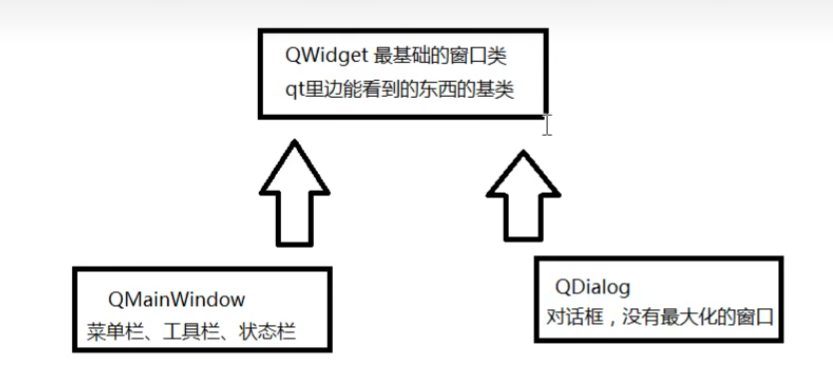 QWidget 最基础的窗口类
qt里边能看到的东西的基类
QMainWindow
菜单栏、工具栏、状态栏
QDialog
对话框，没有最大化的窗口